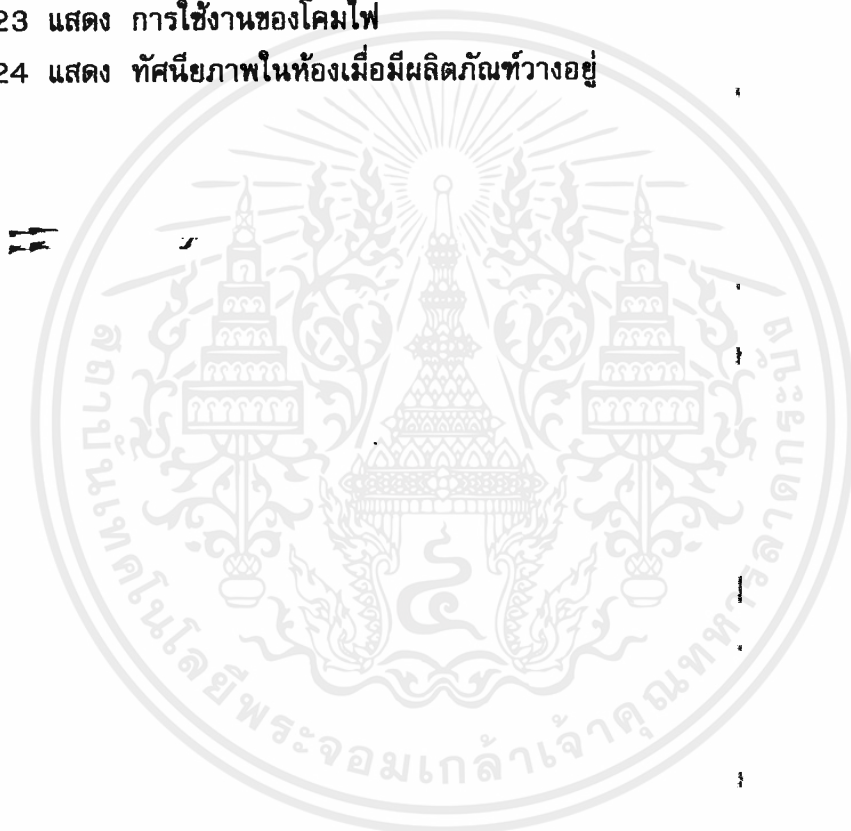 23 แสดง การใช้งานของโคมไฟ
24 แสดง ทัศนียภาพในห้องเมื่อมีผลิตภัณฑ์วางอยู่
สถาบันเทคโนโลยีพระจอมเกล้าเจ้าคุณทหารลาดกระบัง